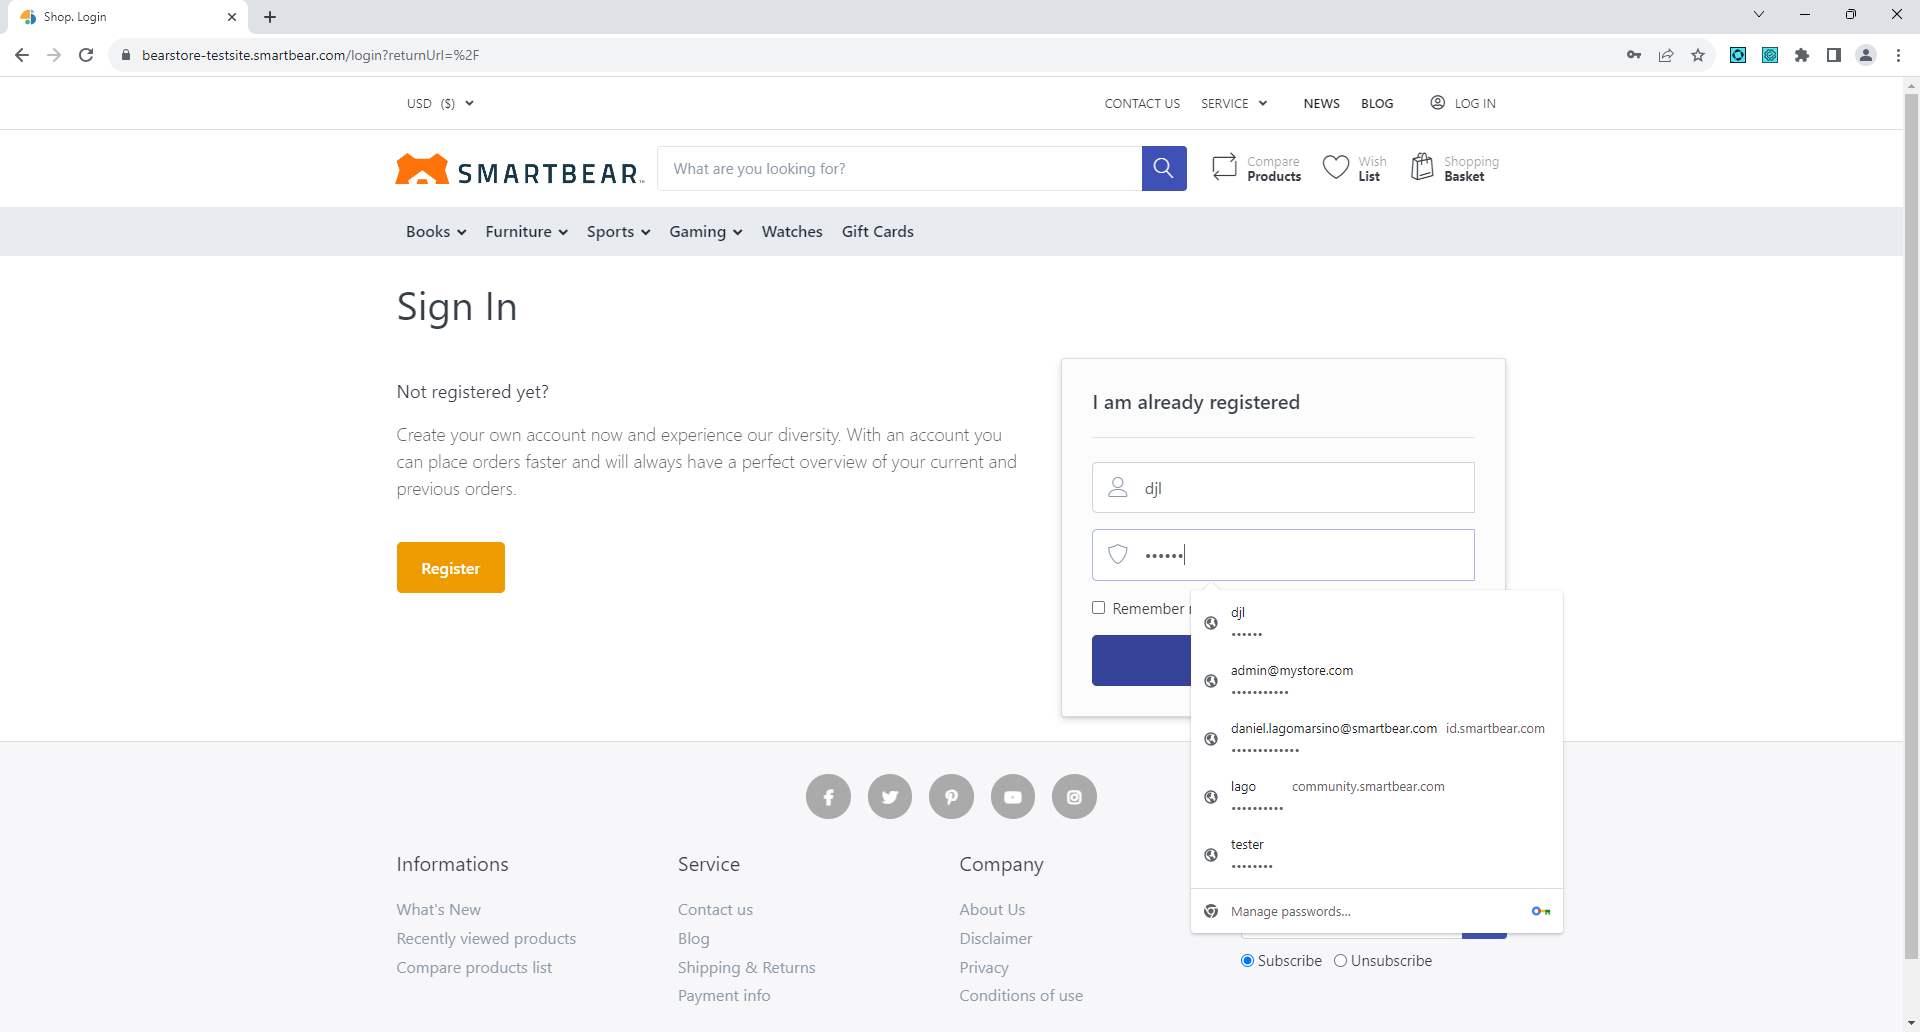 Shop. Login
bearstore-testsite.smartbear.com/login?returnUrl=%2F
USD ($)
CONTACT US SERVICE NEWS BLOG LOG IN
SMARTBEAR
What are you looking for?
Compare Products
Wish List
Shopping Basket
Books Furniture Sports Gaming Watches Gift Cards
Sign In
Not registered yet?
Create your own account now and experience our diversity. With an account you
can place orders faster and will always have a perfect overview of your current and
previous orders.
Register
I am already registered
djl
••••••
Remember
djl
••••••
admin@mystore.com
•••••••••••
daniel.lagomarsino@smartbear.com id.smartbear.com
•••••••••••••
lago community.smartbear.com
••••••••••
tester
••••••••
Manage passwords...
Informations
What's New
Recently viewed products
Compare products list
Service
Contact us
Blog
Shipping & Returns
Payment info
Company
About Us
Disclaimer
Privacy
Conditions of use
Subscribe Unsubscribe